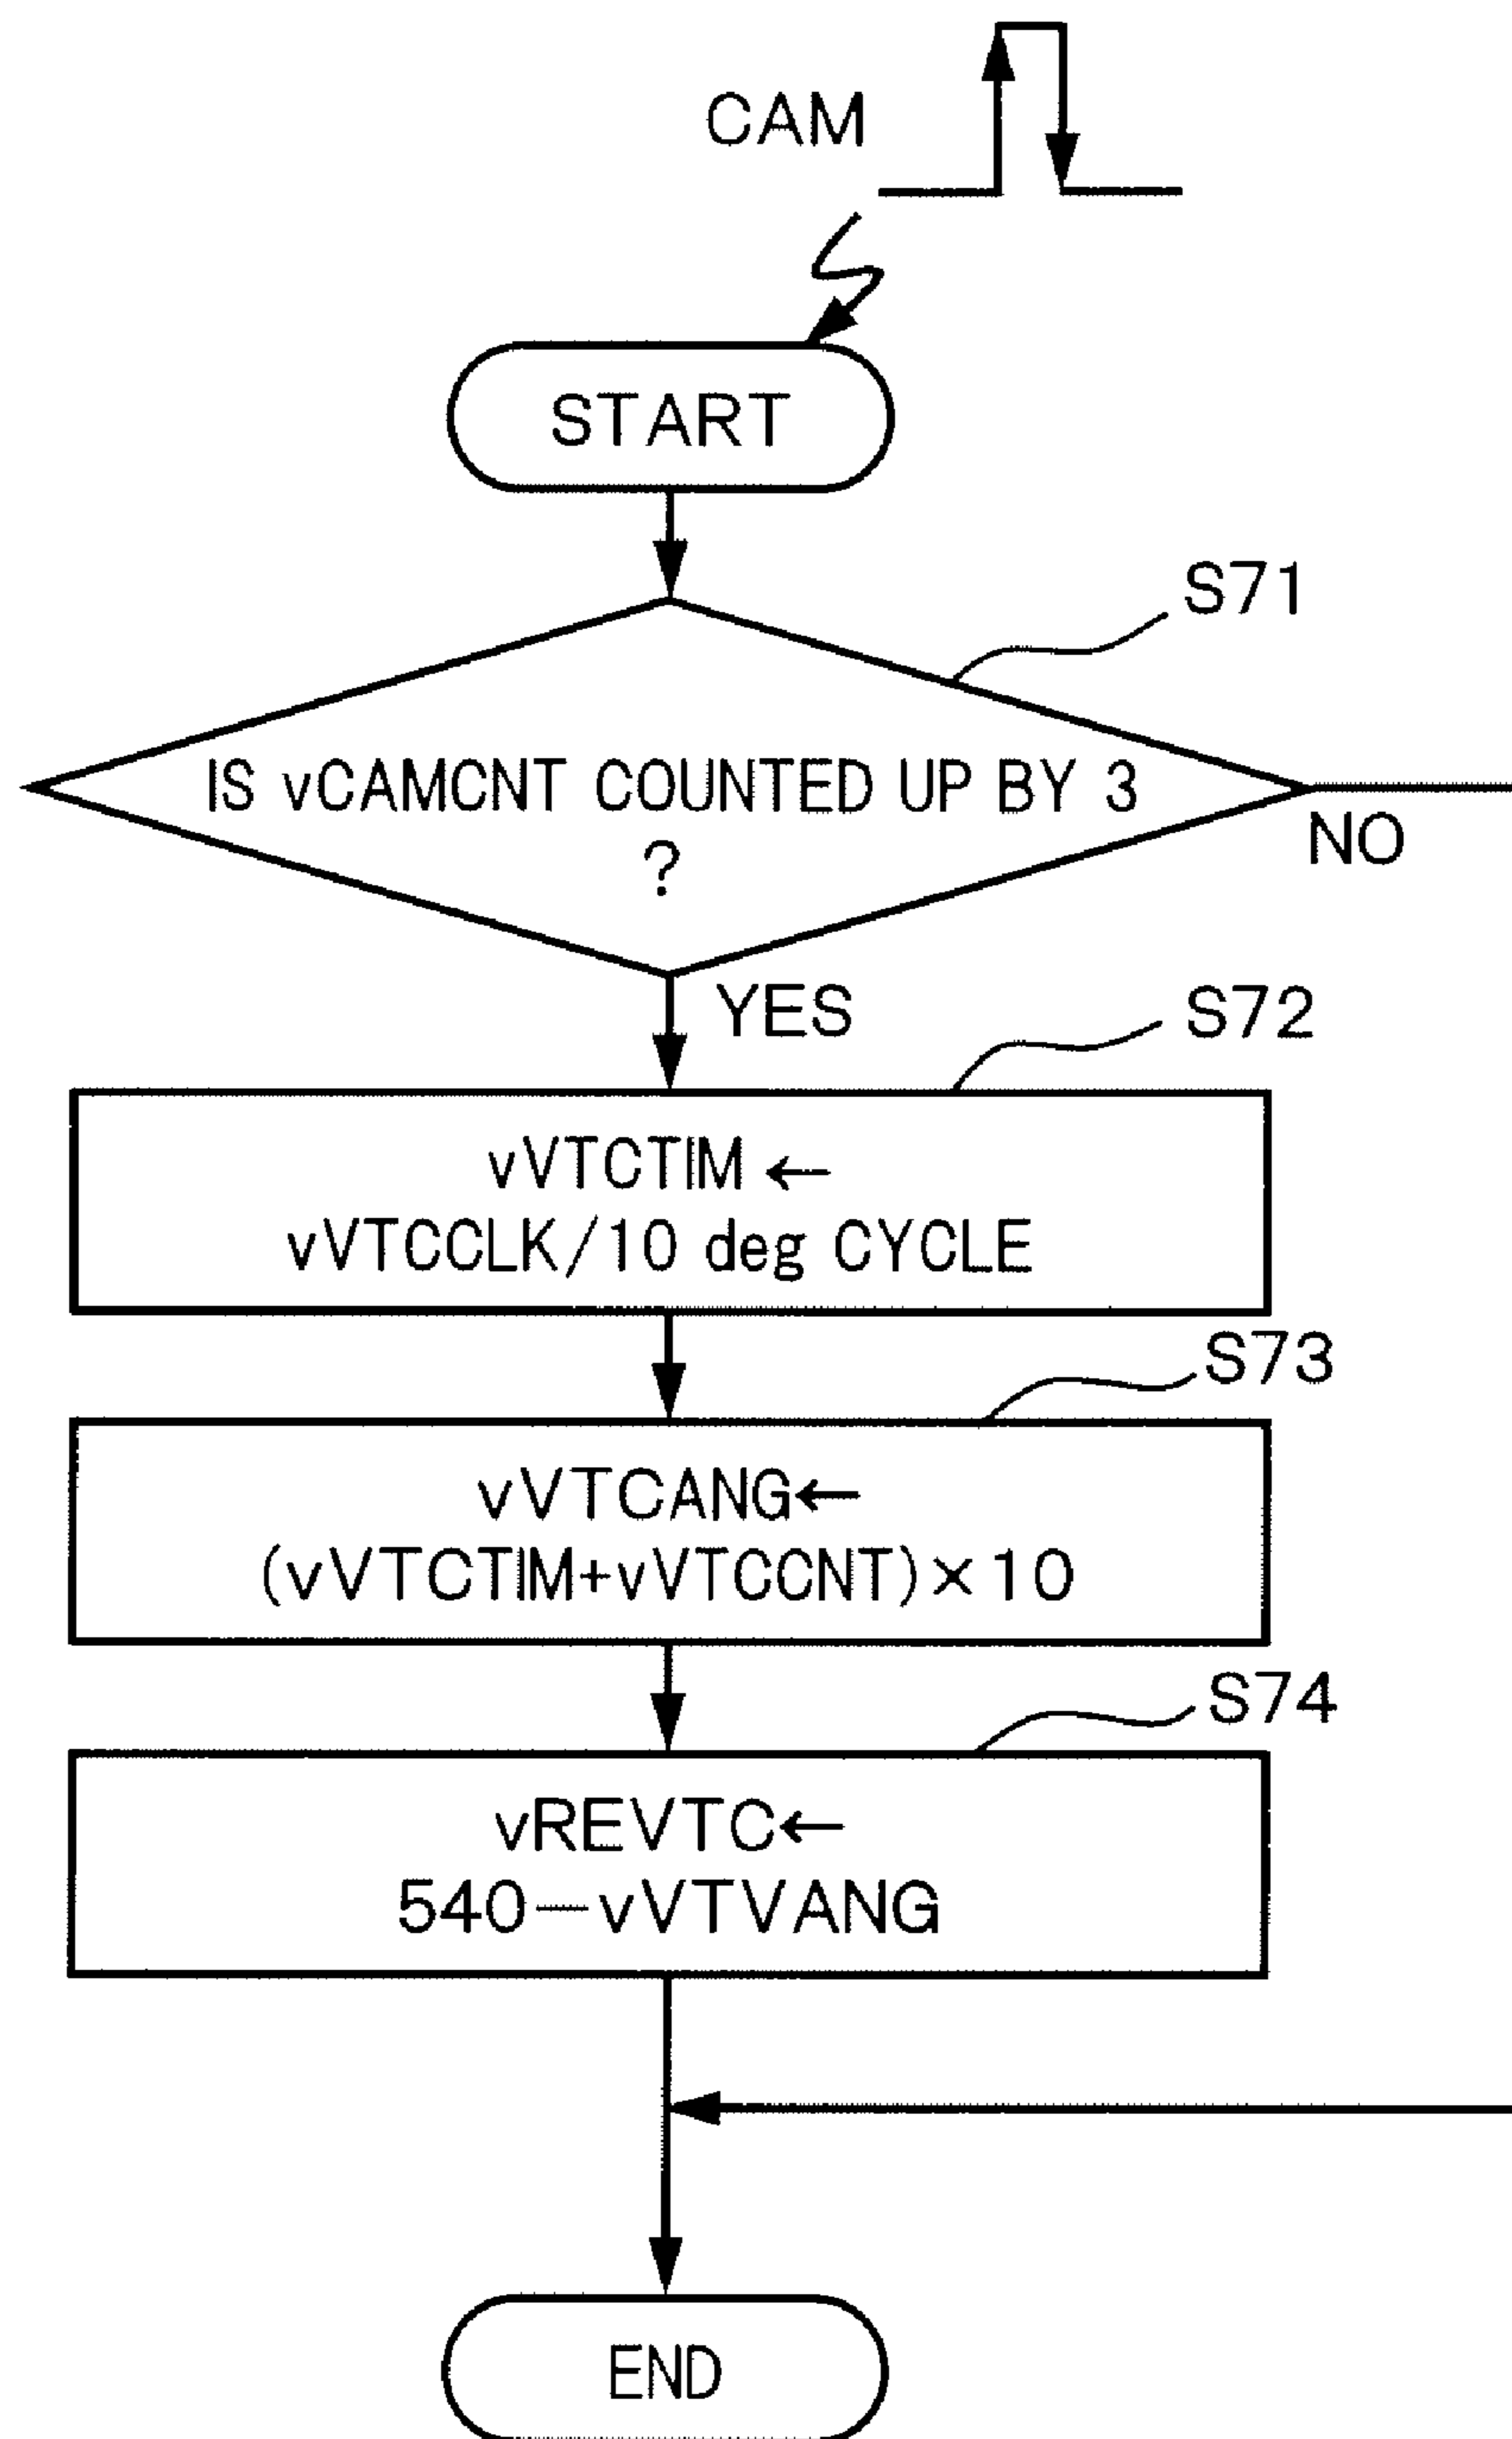 CAM
START
S71
IS vCAMCNT COUNTED UP BY 3
?
NO
YES
S72
vVTCTIM ←
vVTCCLK/10 deg CYCLE
S73
vVTCANG←
(vVTCTIM+vVTCCNT)×10
S74
vREVTC←
540−vVTVANG
END